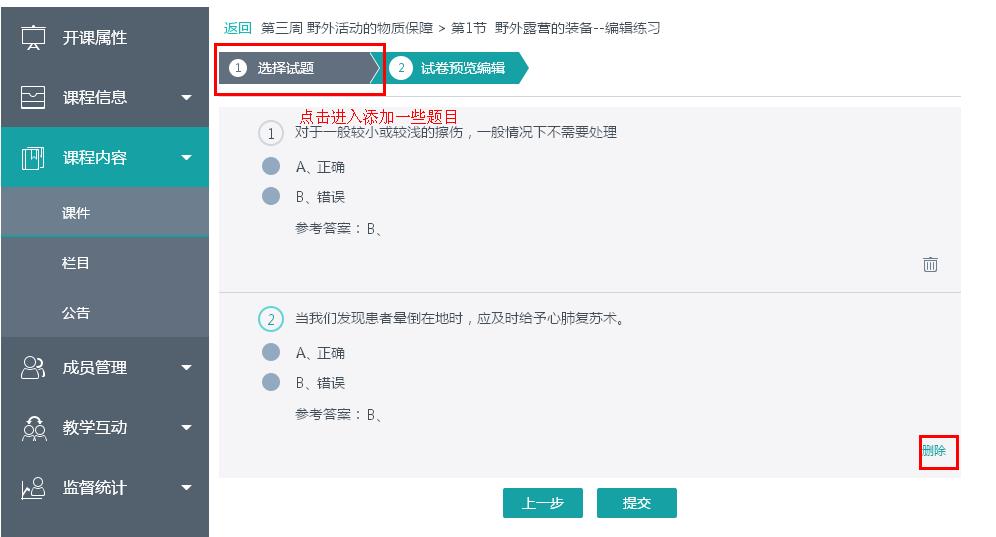 开课属性
课程信息
课程内容
课件
栏目
公告
成员管理
教学互动
监督统计
返回 第三周 野外活动的物质保障 > 第1节 野外露营的装备--编辑练习
1 选择试题
2 试卷预览编辑
点击进入添加一些题目
1 对于一般较小或较浅的擦伤，一般情况下不需要处理
A、正确
B、错误
参考答案：B、
2 当我们发现患者晕倒在地时，应及时给予心肺复苏术。
A、正确
B、错误
参考答案：B、
删除
上一步
提交